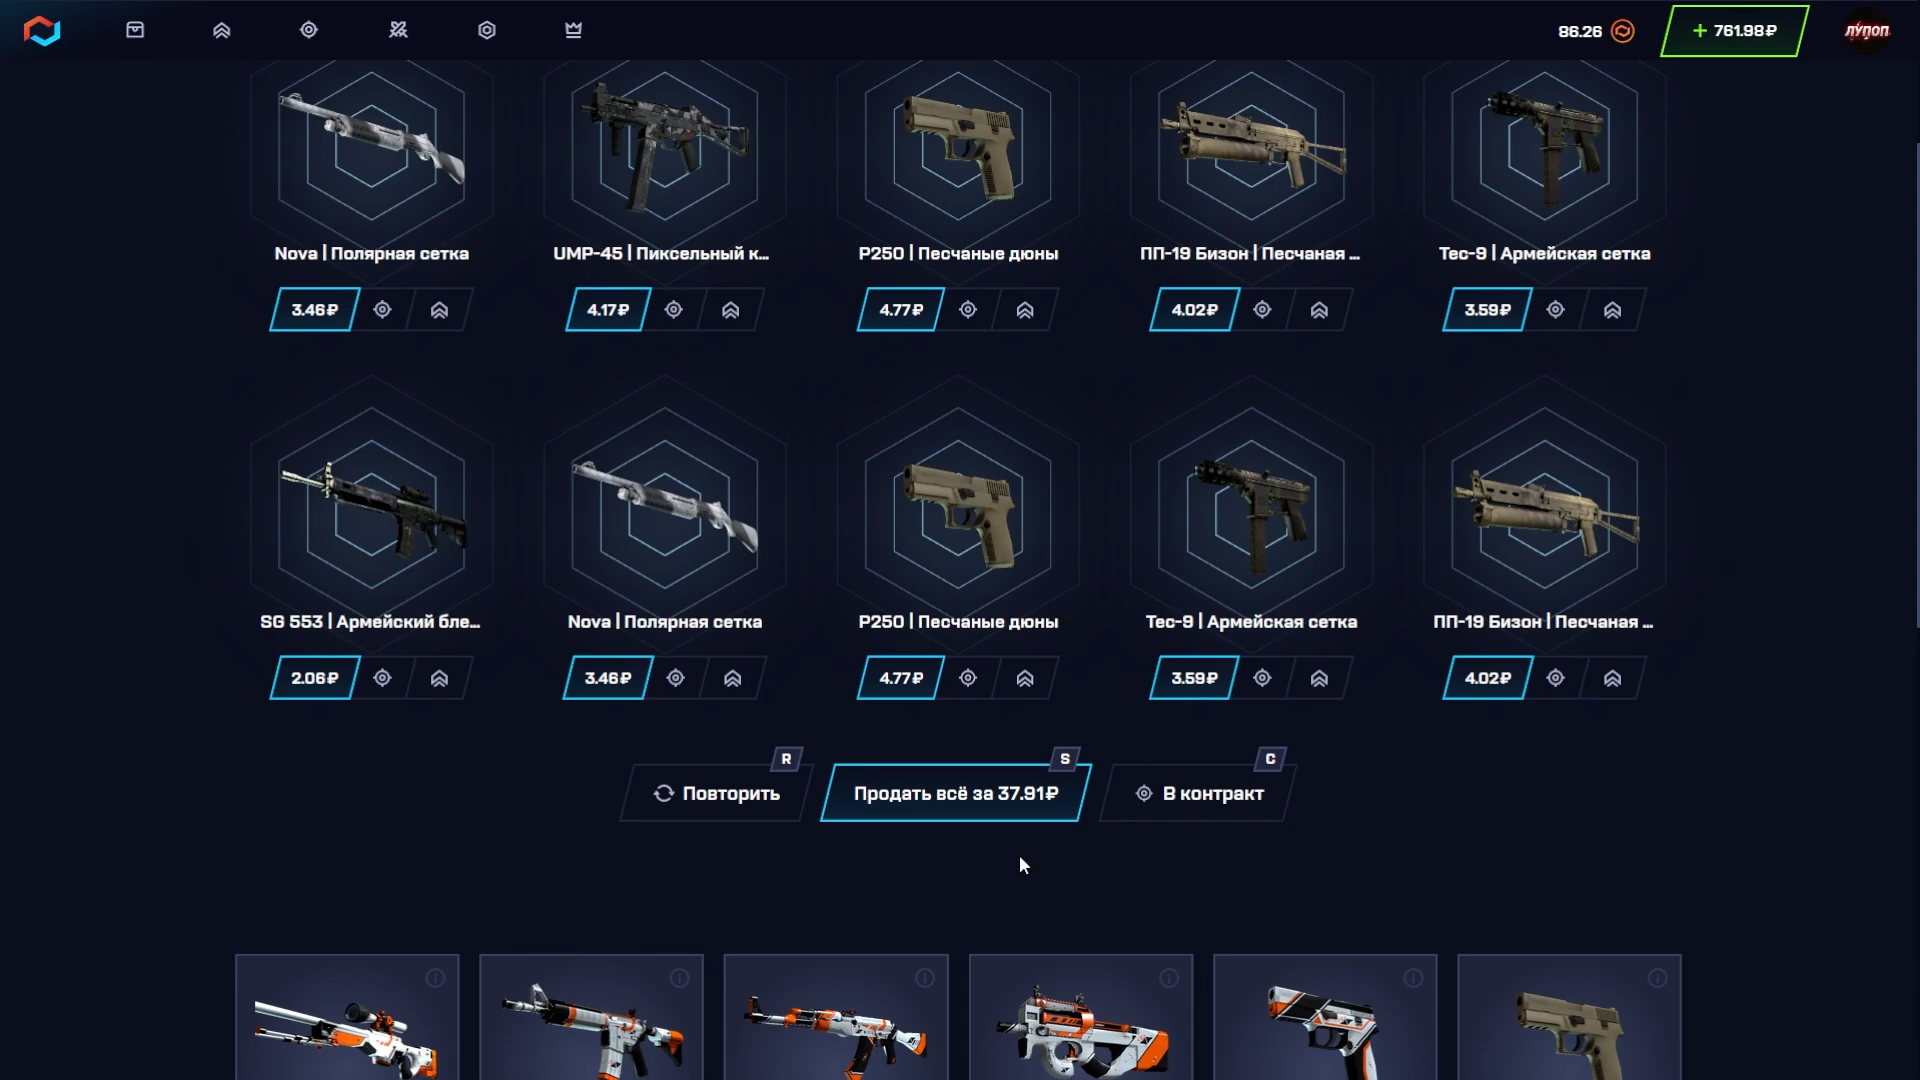 86.26
+ 761.98₽
ЛУПОП
Nova | Полярная сетка
UMP-45 | Пиксельный к...
P250 | Песчаные дюны
ПП-19 Бизон | Песчаная ...
Tec-9 | Армейская сетка
3.46₽
4.17₽
4.77₽
4.02₽
3.59₽
SG 553 | Армейский бле...
Nova | Полярная сетка
P250 | Песчаные дюны
Tec-9 | Армейская сетка
ПП-19 Бизон | Песчаная ...
2.06₽
3.46₽
4.77₽
3.59₽
4.02₽
R
S
C
Повторить
Продать всё за 37.91₽
В контракт